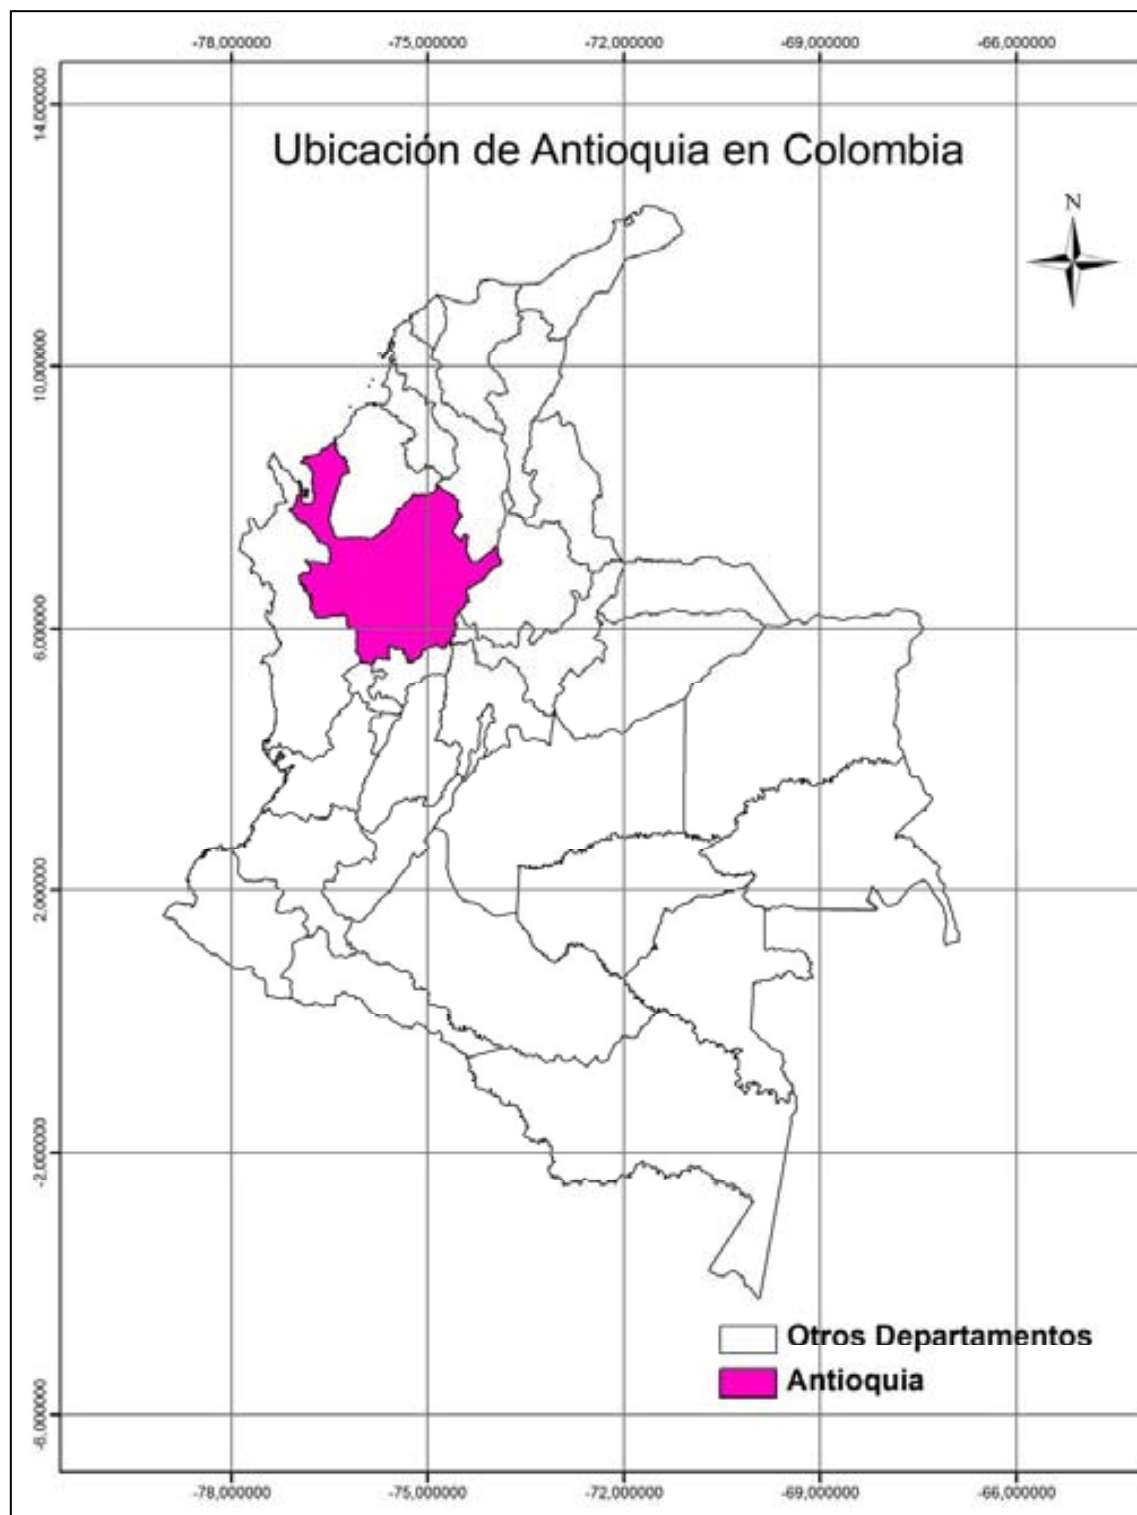 -78,000000 -75,000000 -72,000000 -69,000000 -66,000000
14.000000
Ubicación de Antioquia en Colombia
N
10.000000
6.000000
2.000000
-2.000000
Otros Departamentos
Antioquia
-6.000000
-78,000000 -75,000000 -72,000000 -69,000000 -66,000000